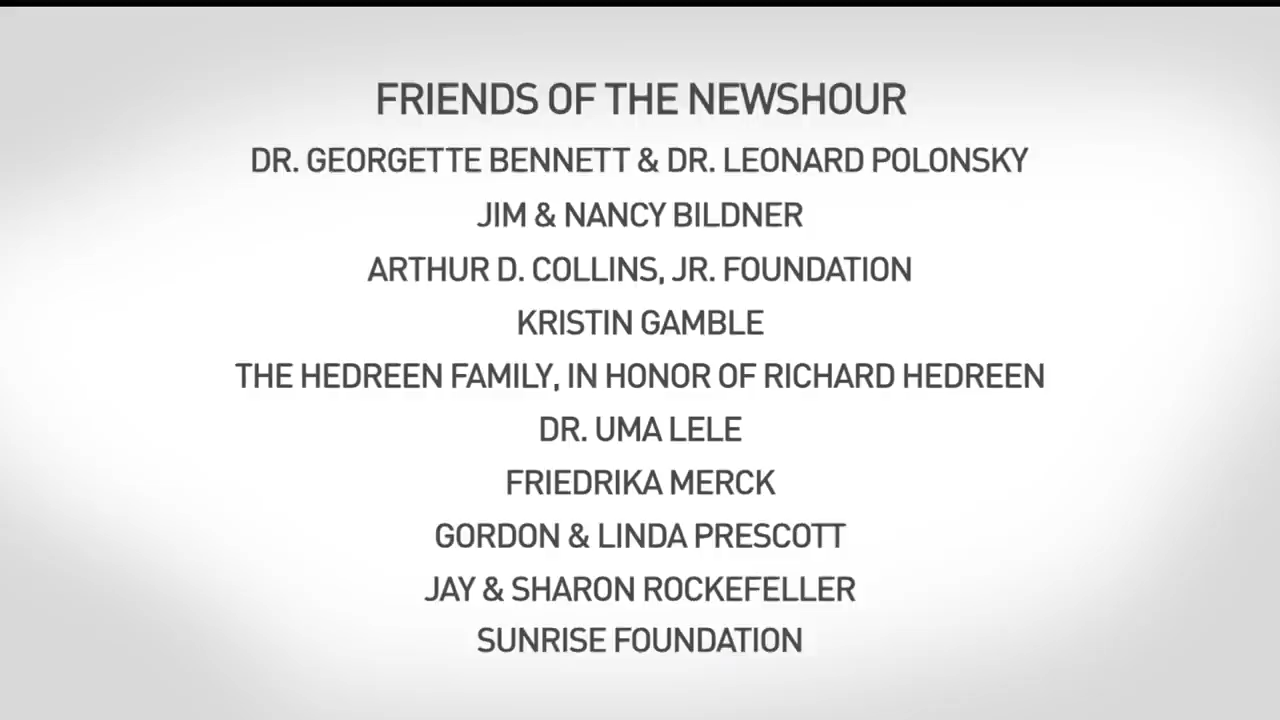 FRIENDS OF THE NEWSHOUR
DR. GEORGETTE BENNETT & DR. LEONARD POLONSKY
JIM & NANCY BILDNER
ARTHUR D. COLLINS, JR. FOUNDATION
KRISTIN GAMBLE
THE HEDREEN FAMILY, IN HONOR OF RICHARD HEDREEN
DR. UMA LELE
FRIEDRIKA MERCK
GORDON & LINDA PRESCOTT
JAY & SHARON ROCKEFELLER
SUNRISE FOUNDATION